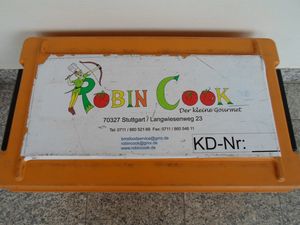 ROBIN COOK
Der kleine Gourmet
70327 Stuttgart / Langwiesenweg 23
Tel: 0711 / 860 521 69 Fax: 0711 / 860 546 11
robincook@gmx.de
www.robincook.de
KD-Nr: